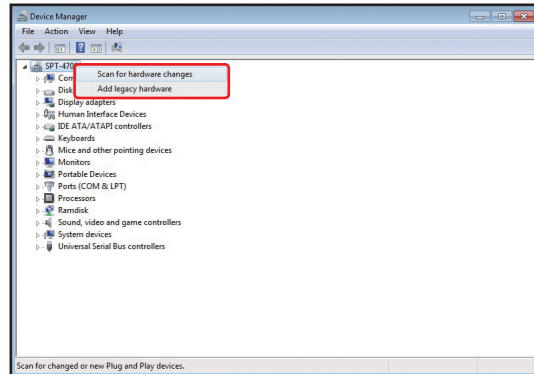 Device Manager
File Action View Help
SPT-470
Scan for hardware changes
Com
Add legacy hardware
Disk
Display adapters
Human Interface Devices
IDE ATA/ATAPI controllers
Keyboards
Mice and other pointing devices
Monitors
Portable Devices
Ports (COM & LPT)
Processors
Ramdisk
Sound, video and game controllers
System devices
Universal Serial Bus controllers
Scan for changed or new Plug and Play devices.